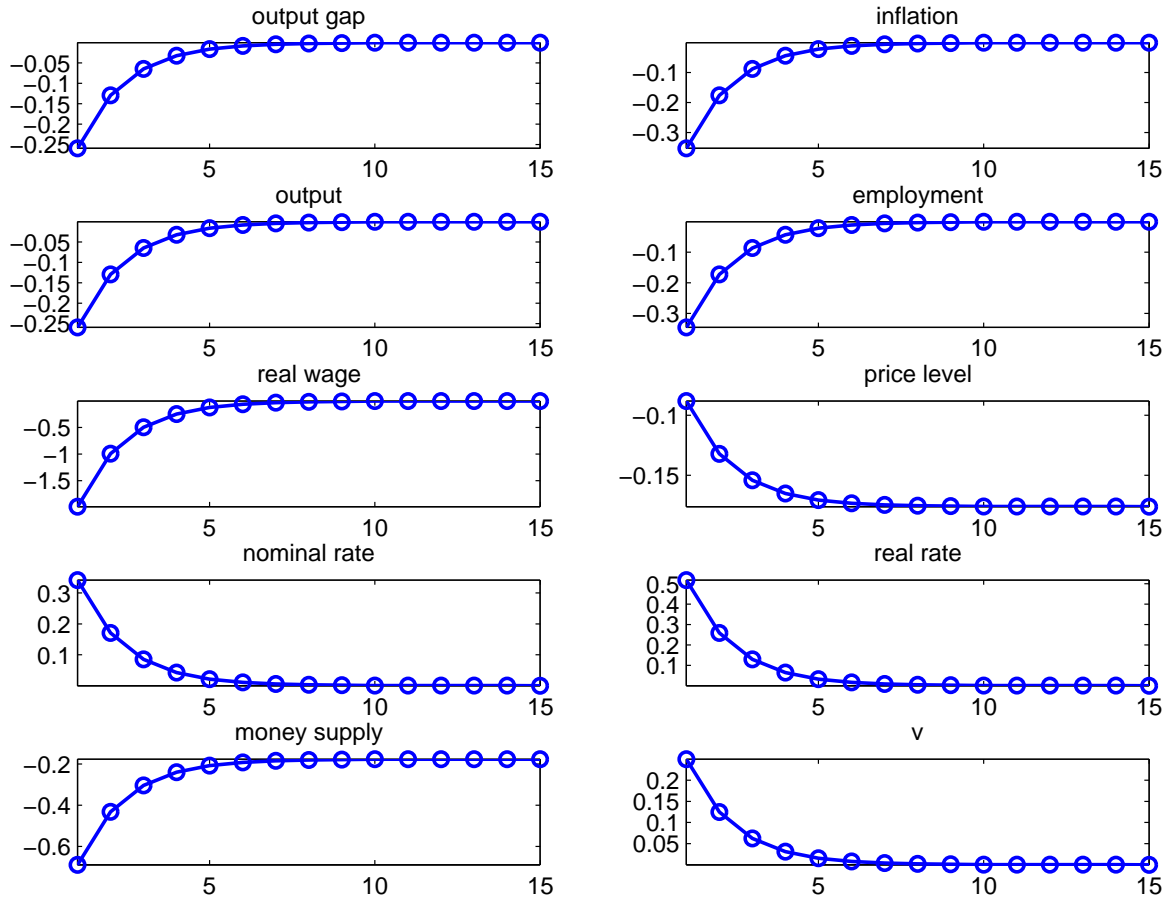 output gap
−0.05
−0.1
−0.15
−0.2
−0.25
5 10 15
inflation
−0.1
−0.2
−0.3
5 10 15
output
−0.05
−0.1
−0.15
−0.2
−0.25
5 10 15
employment
−0.1
−0.2
−0.3
5 10 15
real wage
−0.5
−1
−1.5
5 10 15
price level
−0.1
−0.15
5 10 15
nominal rate
0.3
0.2
0.1
5 10 15
real rate
0.5
0.4
0.3
0.2
0.1
5 10 15
money supply
−0.2
−0.4
−0.6
5 10 15
v
0.2
0.15
0.1
0.05
5 10 15